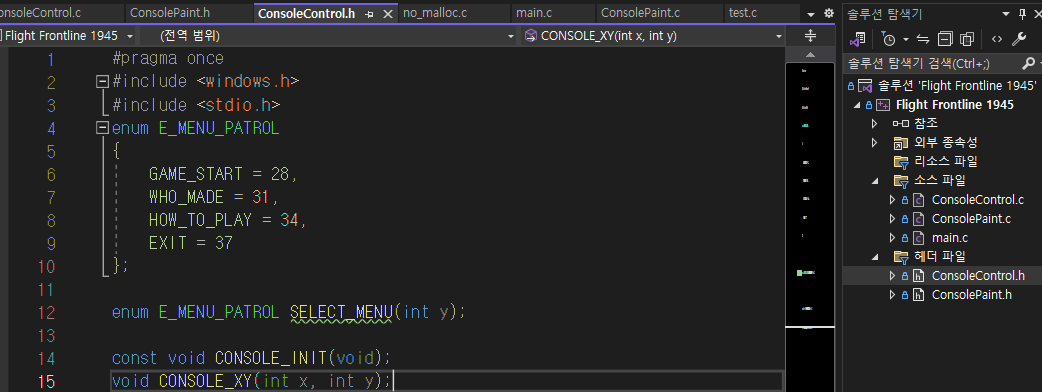 onsoleControl.c ConsolePaint.h ConsoleControl.h no_malloc.c main.c ConsolePaint.c test.c
Flight Frontline 1945 (전역 범위) CONSOLE_XY(int x, int y)
1 #pragma once
2 #include <windows.h>
3 #include <stdio.h>
4 enum E_MENU_PATROL
5 {
6 GAME_START = 28,
7 WHO_MADE = 31,
8 HOW_TO_PLAY = 34,
9 EXIT = 37
10 };
11
12 enum E_MENU_PATROL SELECT_MENU(int y);
13
14 const void CONSOLE_INIT(void);
15 void CONSOLE_XY(int x, int y);
솔루션 탐색기
솔루션 탐색기 검색(Ctrl+;)
솔루션 'Flight Frontline 1945'
Flight Frontline 1945
참조
외부 종속성
리소스 파일
소스 파일
ConsoleControl.c
ConsolePaint.c
main.c
헤더 파일
ConsoleControl.h
ConsolePaint.h